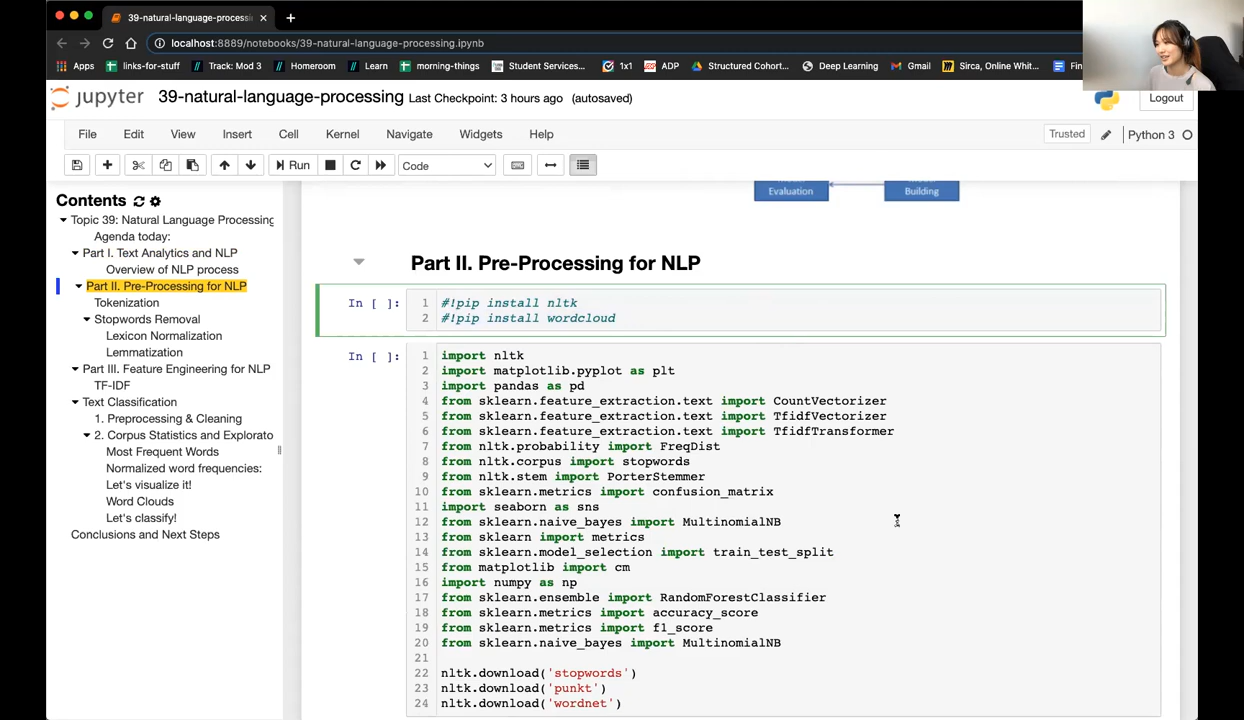 39-natural-language-processi
localhost:8889/notebooks/39-natural-language-processing.ipynb
Apps links-for-stuff Track: Mod 3 Homeroom Learn morning-things Student Services... 1x1 ADP Structured Cohort... Deep Learning Gmail Sirca, Online Whit... Fin
jupyter 39-natural-language-processing Last Checkpoint: 3 hours ago (autosaved) Logout
File Edit View Insert Cell Kernel Navigate Widgets Help Trusted Python 3
Run Code
Contents
Topic 39: Natural Language Processing
Agenda today:
Part I. Text Analytics and NLP
Overview of NLP process
Part II. Pre-Processing for NLP
Tokenization
Stopwords Removal
Lexicon Normalization
Lemmatization
Part III. Feature Engineering for NLP
TF-IDF
Text Classification
1. Preprocessing & Cleaning
2. Corpus Statistics and Explorato
Most Frequent Words
Normalized word frequencies:
Let's visualize it!
Word Clouds
Let's classify!
Conclusions and Next Steps
Evaluation Building
Part II. Pre-Processing for NLP
In [ ]:
1 #!pip install nltk
2 #!pip install wordcloud
In [ ]:
1 import nltk
2 import matplotlib.pyplot as plt
3 import pandas as pd
4 from sklearn.feature_extraction.text import CountVectorizer
5 from sklearn.feature_extraction.text import TfidfVectorizer
6 from sklearn.feature_extraction.text import TfidfTransformer
7 from nltk.probability import FreqDist
8 from nltk.corpus import stopwords
9 from nltk.stem import PorterStemmer
10 from sklearn.metrics import confusion_matrix
11 import seaborn as sns
12 from sklearn.naive_bayes import MultinomialNB
13 from sklearn import metrics
14 from sklearn.model_selection import train_test_split
15 from matplotlib import cm
16 import numpy as np
17 from sklearn.ensemble import RandomForestClassifier
18 from sklearn.metrics import accuracy_score
19 from sklearn.metrics import f1_score
20 from sklearn.naive_bayes import MultinomialNB
21
22 nltk.download('stopwords')
23 nltk.download('punkt')
24 nltk.download('wordnet')